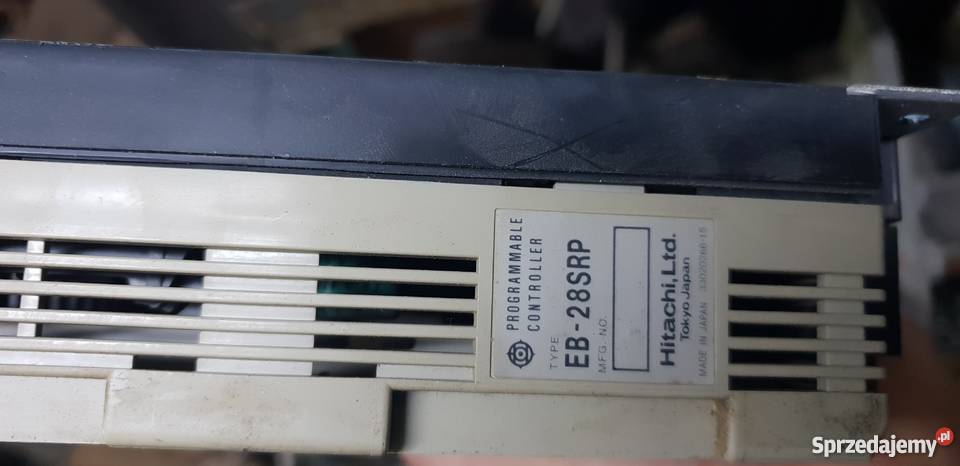 PROGRAMMABLE
CONTROLLER
TYPE
EB-28SRP
MFG. NO.
Hitachi, Ltd.
Tokyo Japan
MADE IN JAPAN
Sprzedajemy.pl